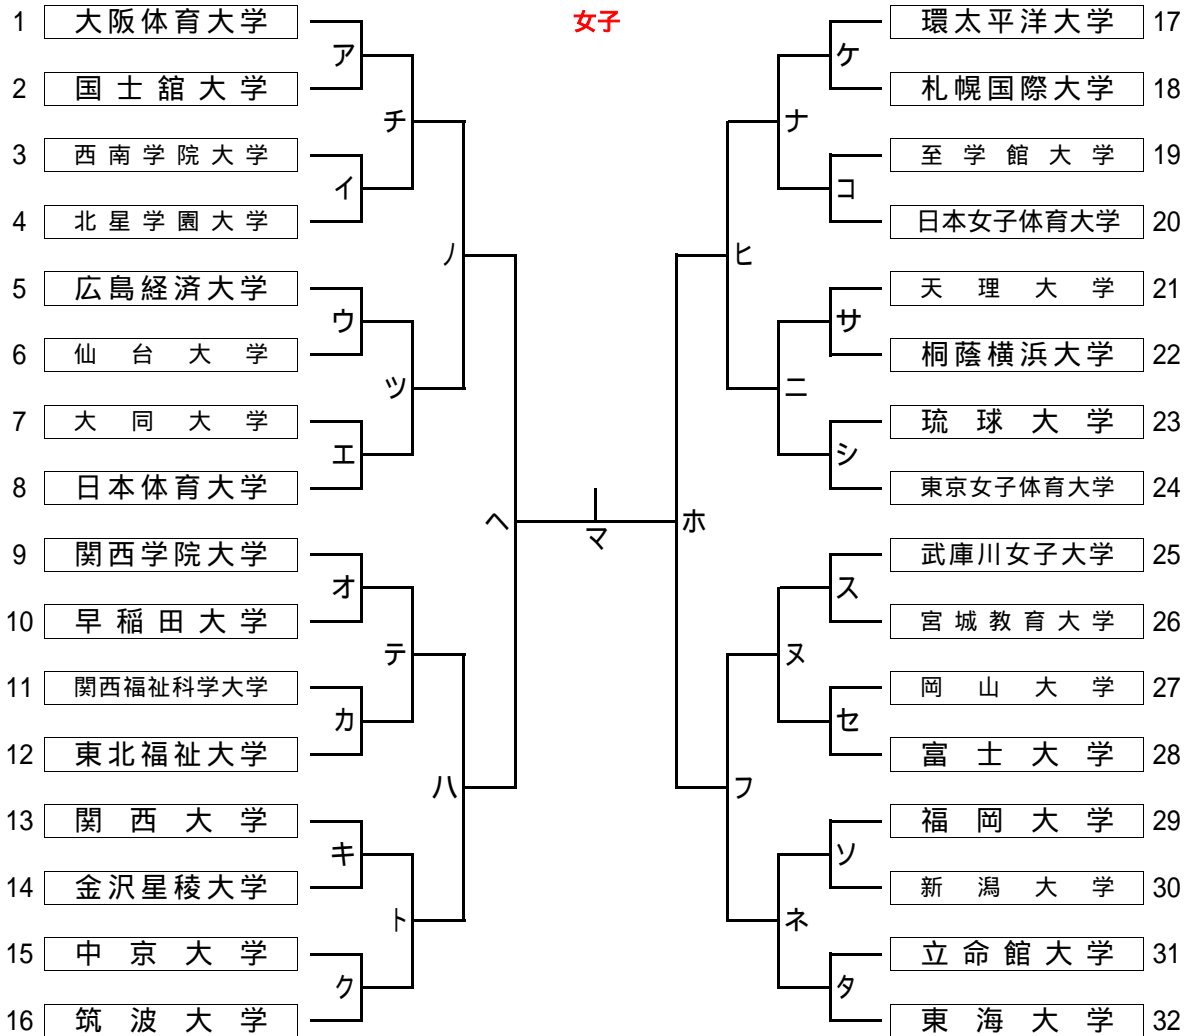 女子
1 大阪体育大学
ア
2 国士舘大学
チ
3 西南学院大学
イ
4 北星学園大学
ノ
5 広島経済大学
ウ
6 仙台大学
ツ
7 大同大学
エ
8 日本体育大学
ヘ
9 関西学院大学
オ
10 早稲田大学
テ
11 関西福祉科学大学
カ
12 東北福祉大学
ハ
13 関西大学
キ
14 金沢星稜大学
ト
15 中京大学
ク
16 筑波大学
マ
環太平洋大学 17
ケ
札幌国際大学 18
ナ
至学館大学 19
コ
日本女子体育大学 20
ヒ
天理大学 21
サ
桐蔭横浜大学 22
ニ
琉球大学 23
シ
東京女子体育大学 24
ホ
武庫川女子大学 25
ス
宮城教育大学 26
ヌ
岡山大学 27
セ
富士大学 28
フ
福岡大学 29
ソ
新潟大学 30
ネ
立命館大学 31
タ
東海大学 32